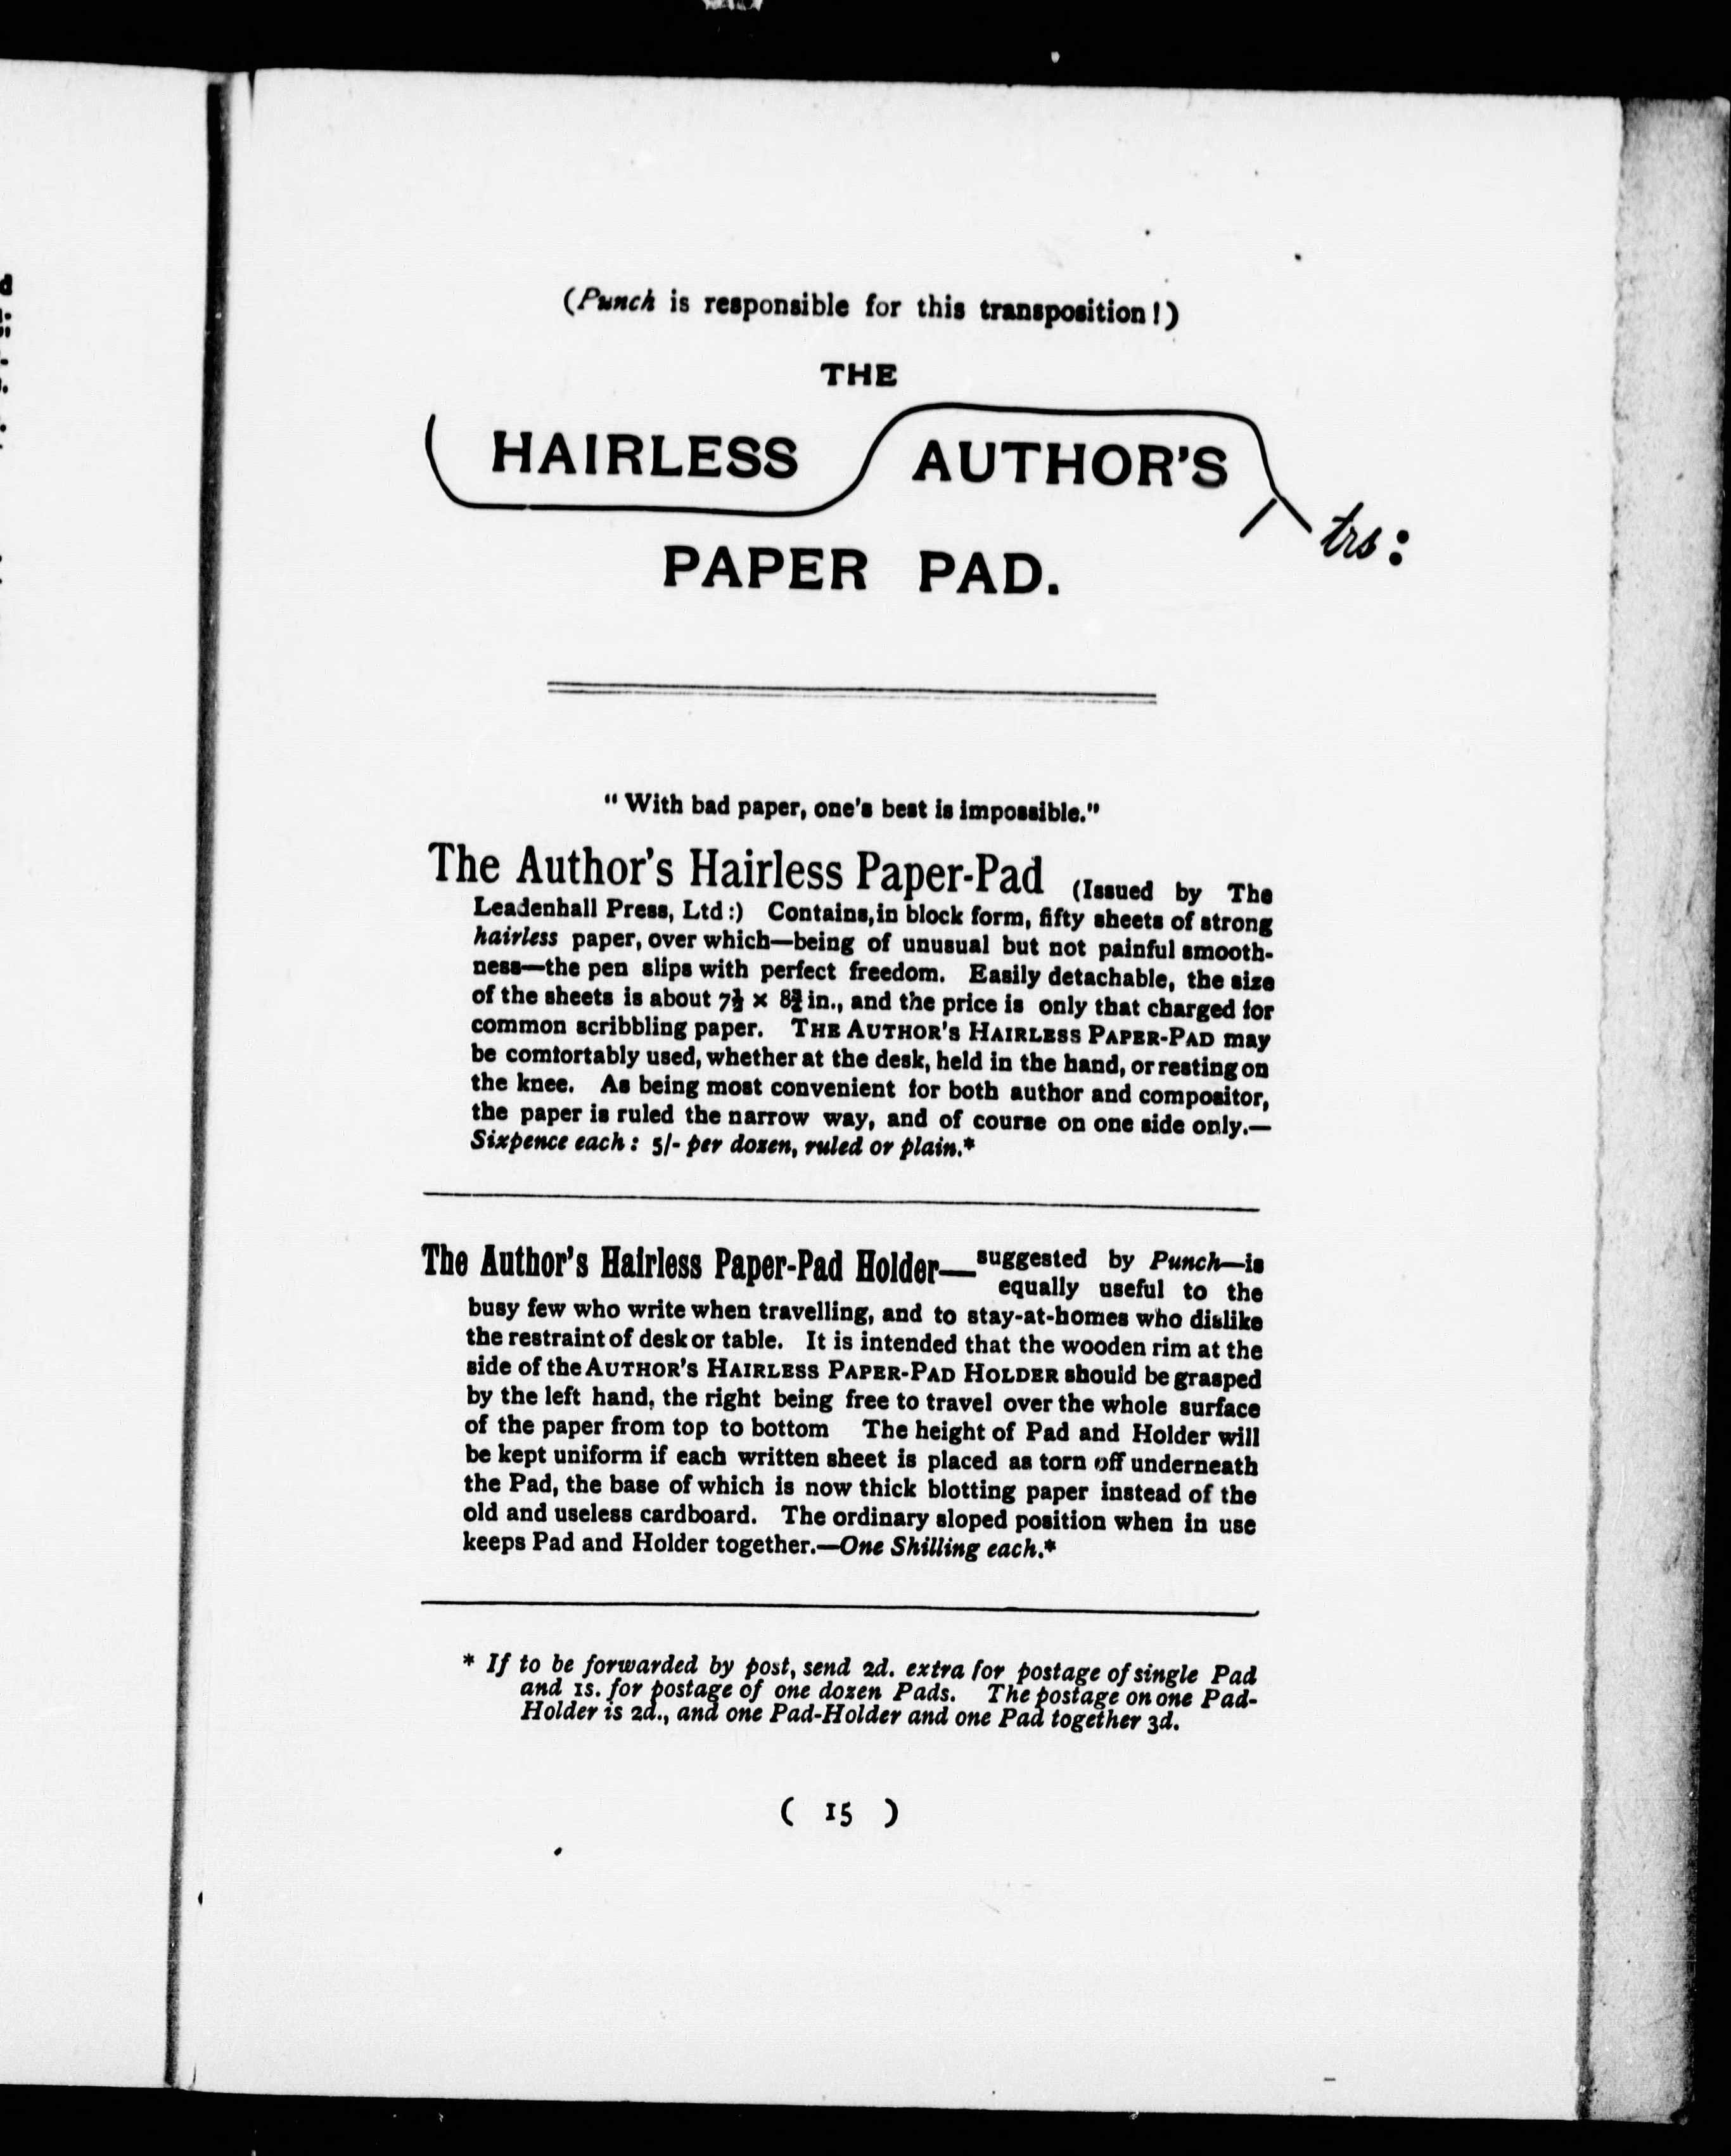 (Punch is responsible for this transposition!)
THE
HAIRLESS AUTHOR'S
trs:
PAPER PAD.
"With bad paper, one's best is impossible."
The Author's Hairless Paper-Pad (Issued by The
Leadenhall Press, Ltd:) Contains, in block form, fifty sheets of strong
hairless paper, over which—being of unusual but not painful smooth-
ness—the pen slips with perfect freedom. Easily detachable, the size
of the sheets is about 7½ × 8¾ in., and the price is only that charged for
common scribbling paper. THE AUTHOR'S HAIRLESS PAPER-PAD may
be comfortably used, whether at the desk, held in the hand, or resting on
the knee. As being most convenient for both author and compositor,
the paper is ruled the narrow way, and of course on one side only.—
Sixpence each: 5/- per dozen, ruled or plain.*
The Author's Hairless Paper-Pad Holder—suggested by Punch—is
equally useful to the
busy few who write when travelling, and to stay-at-homes who dislike
the restraint of desk or table. It is intended that the wooden rim at the
side of the AUTHOR'S HAIRLESS PAPER-PAD HOLDER should be grasped
by the left hand, the right being free to travel over the whole surface
of the paper from top to bottom The height of Pad and Holder will
be kept uniform if each written sheet is placed as torn off underneath
the Pad, the base of which is now thick blotting paper instead of the
old and useless cardboard. The ordinary sloped position when in use
keeps Pad and Holder together.—One Shilling each.*
* If to be forwarded by post, send 2d. extra for postage of single Pad
and 1s. for postage of one dozen Pads. The postage on one Pad-
Holder is 2d., and one Pad-Holder and one Pad together 3d.
( 15 )